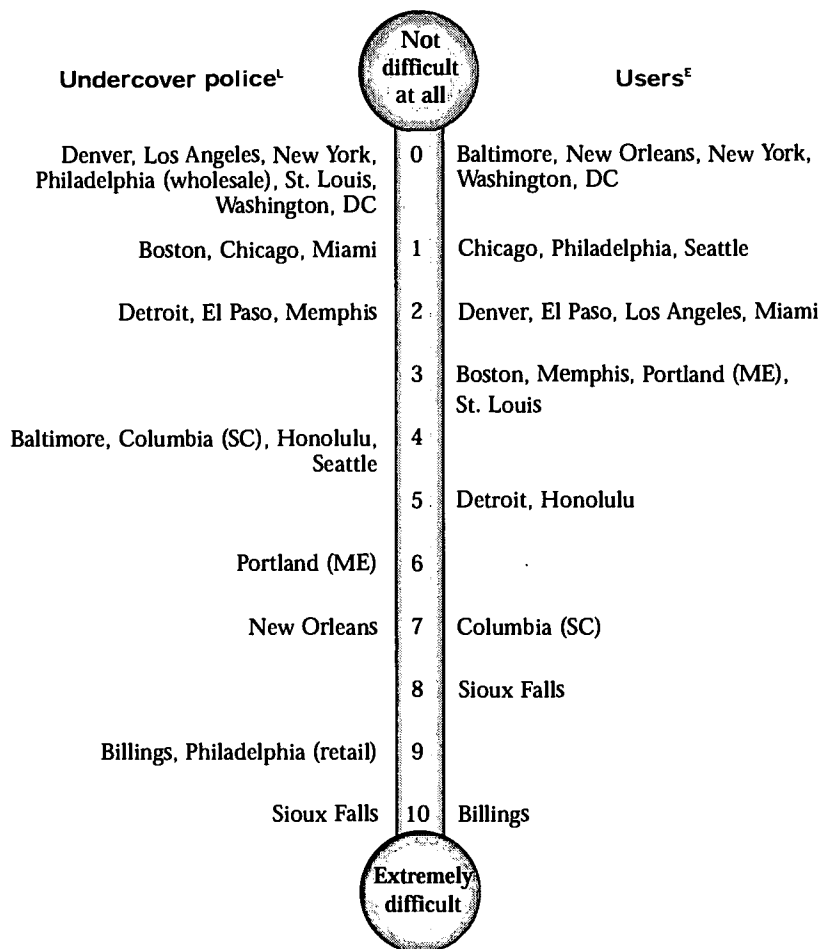 Not
difficult
at all
Undercover police^L
Users^E
Denver, Los Angeles, New York,
Philadelphia (wholesale), St. Louis,
Washington, DC
0
Baltimore, New Orleans, New York,
Washington, DC
Boston, Chicago, Miami
1
Chicago, Philadelphia, Seattle
Detroit, El Paso, Memphis
2
Denver, El Paso, Los Angeles, Miami
3
Boston, Memphis, Portland (ME),
St. Louis
Baltimore, Columbia (SC), Honolulu,
Seattle
4
5
Detroit, Honolulu
Portland (ME)
6
New Orleans
7
Columbia (SC)
8
Sioux Falls
Billings, Philadelphia (retail)
9
Sioux Falls
10
Billings
Extremely
difficult